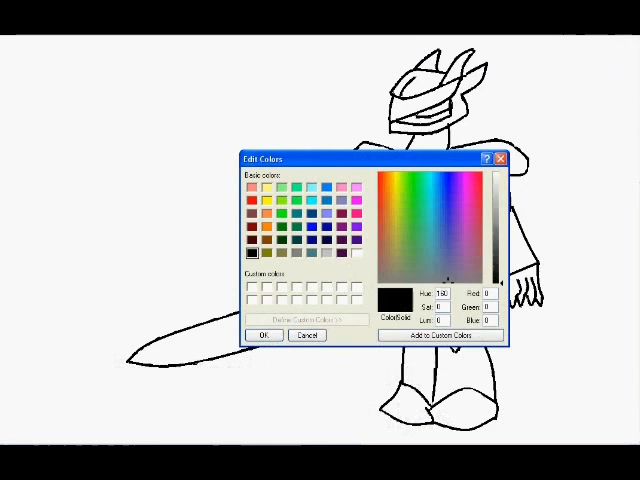 Edit Colors
Basic colors:
Custom colors
Define Custom Colors >>
OK Cancel
Color|Solid
Hue: 160 Red: 0
Sat: 0 Green: 0
Lum: 0 Blue: 0
Add to Custom Colors